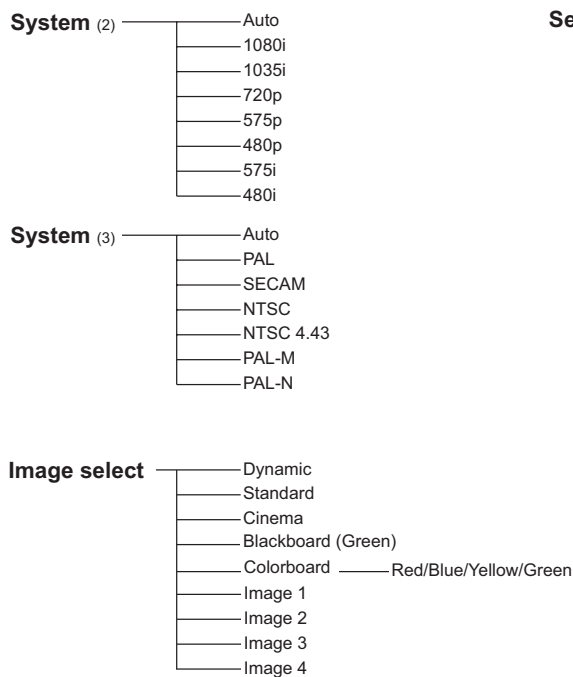 System (2)
Auto
1080i
1035i
720p
575p
480p
575i
480i
System (3)
Auto
PAL
SECAM
NTSC
NTSC 4.43
PAL-M
PAL-N
Image select
Dynamic
Standard
Cinema
Blackboard (Green)
Colorboard Red/Blue/Yellow/Green
Image 1
Image 2
Image 3
Image 4